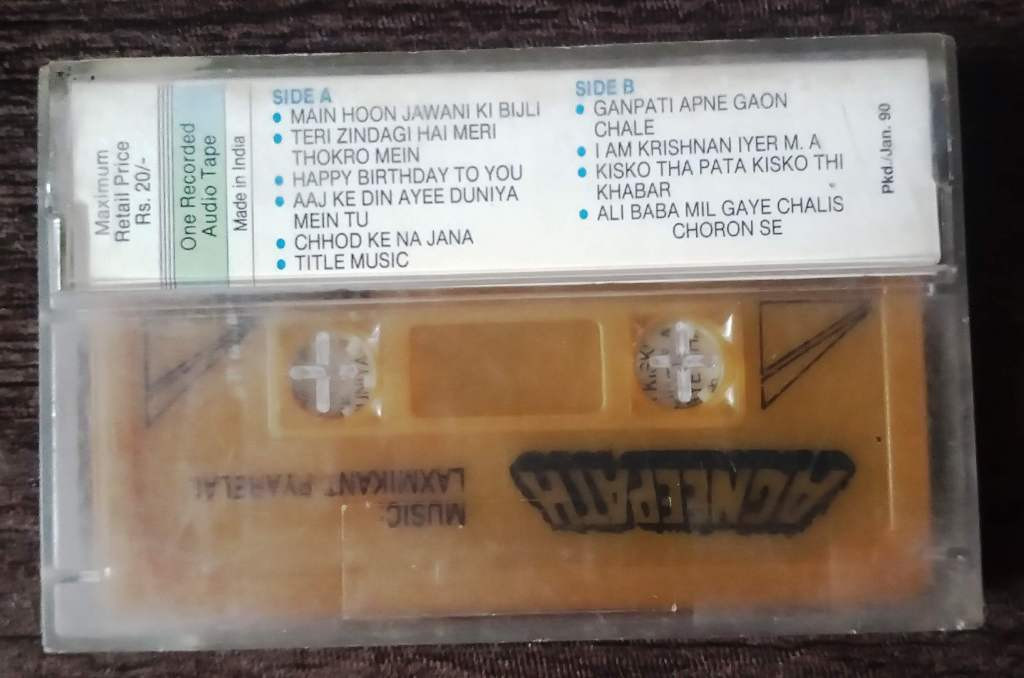 Maximum
Retail Price
Rs. 20/-
One Recorded
Audio Tape
Made in India
SIDE A
• MAIN HOON JAWANI KI BIJLI
• TERI ZINDAGI HAI MERI
THOKRO MEIN
• HAPPY BIRTHDAY TO YOU
• AAJ KE DIN AYEE DUNIYA
MEIN TU
• CHHOD KE NA JANA
• TITLE MUSIC
SIDE B
• GANPATI APNE GAON
CHALE
• I AM KRISHNAN IYER M. A
• KISKO THA PATA KISKO THI
KHABAR
• ALI BABA MIL GAYE CHALIS
CHORON SE
Pkd./Jan. 90
AGNEEPATH
MUSIC:
LAXMIKANT PYARELAL